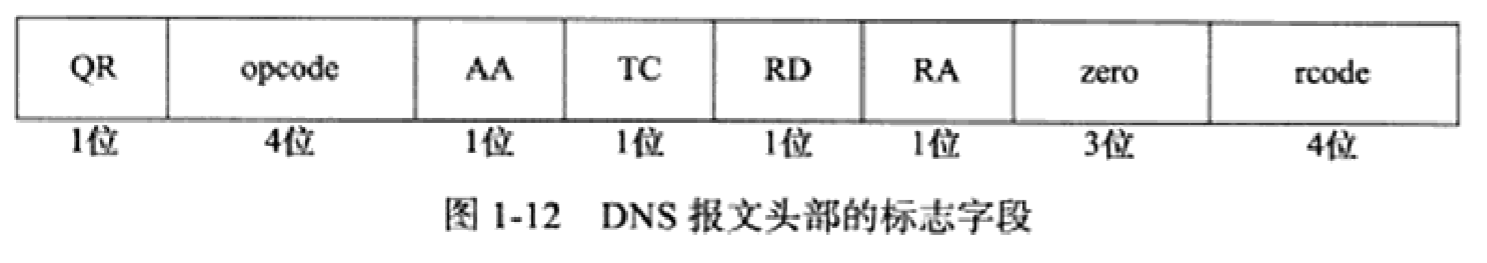 QR opcode AA TC RD RA zero rcode
1位 4位 1位 1位 1位 1位 3位 4位
图 1-12 DNS 报文头部的标志字段